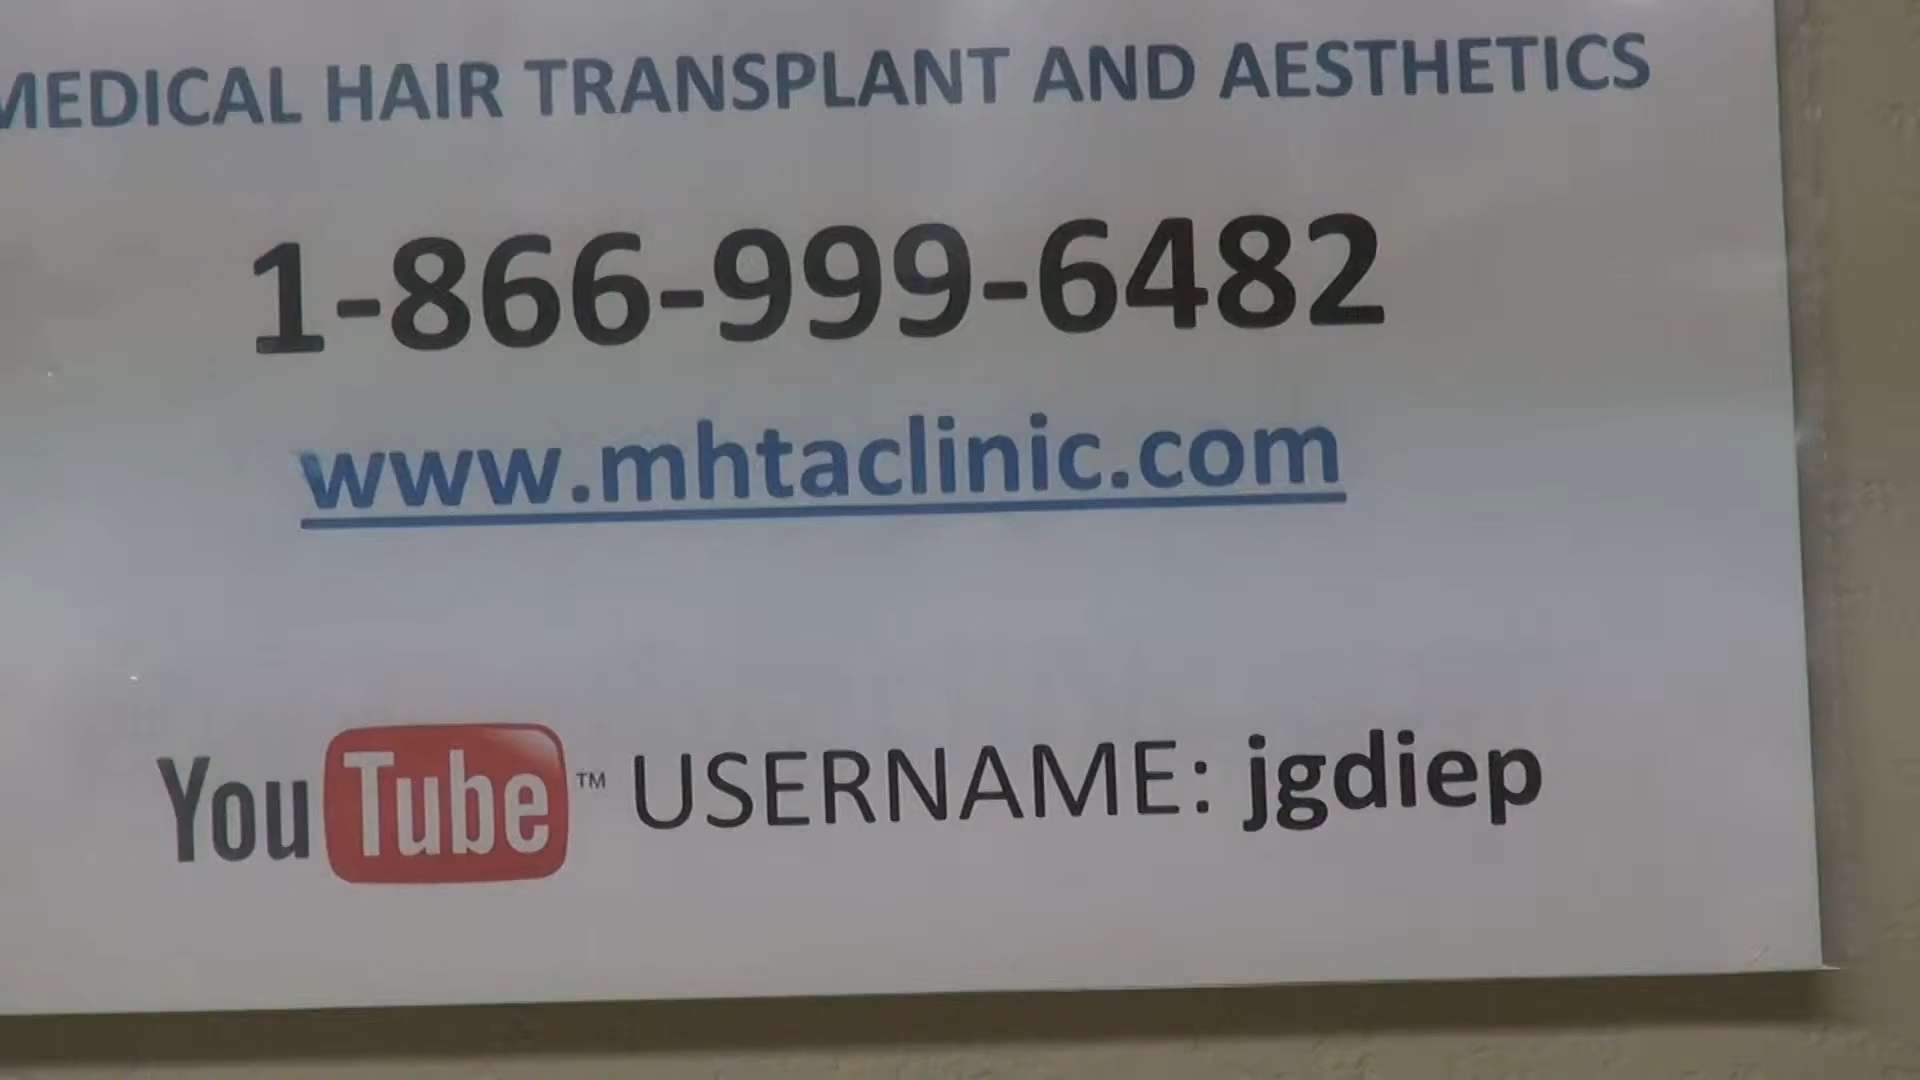 MEDICAL HAIR TRANSPLANT AND AESTHETICS
1-866-999-6482
www.mhtaclinic.com
YouTube™ USERNAME: jgdiep